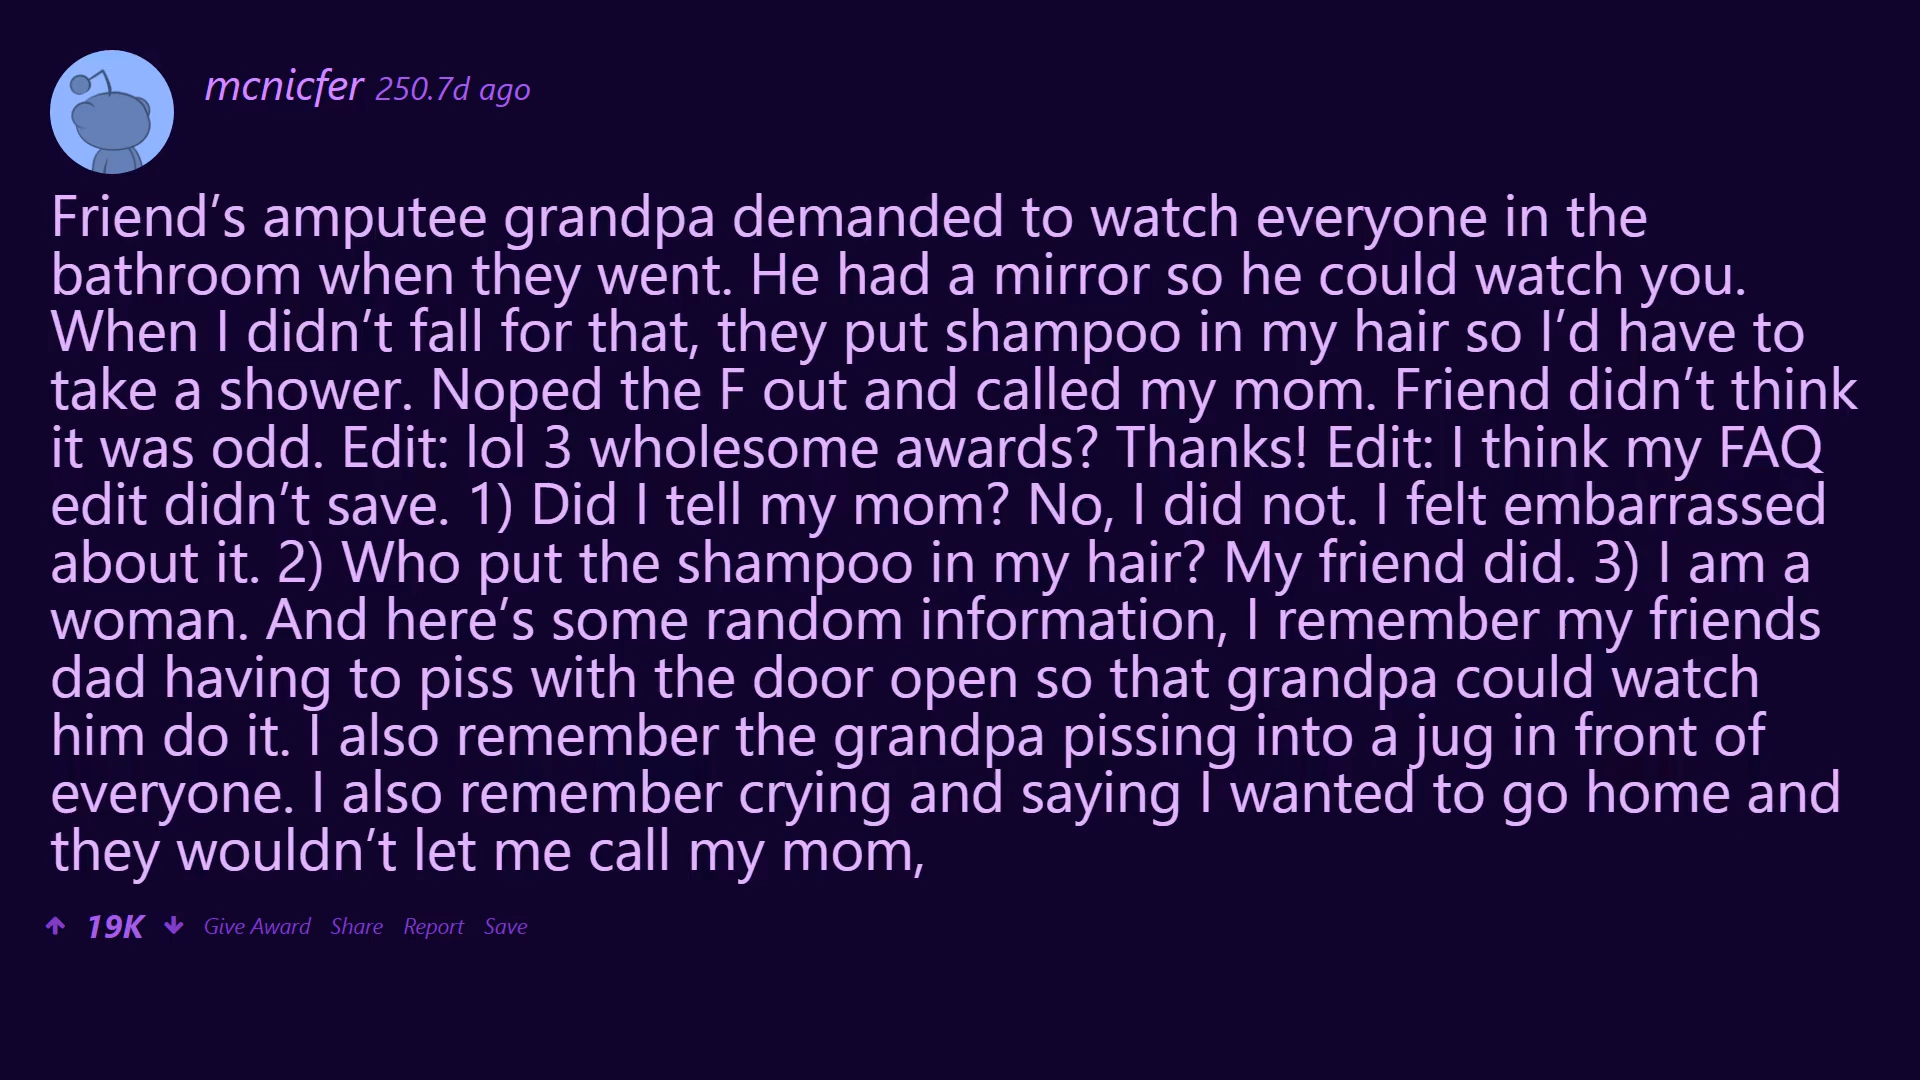 mcnicfer 250.7d ago
Friend’s amputee grandpa demanded to watch everyone in the
bathroom when they went. He had a mirror so he could watch you.
When I didn’t fall for that, they put shampoo in my hair so I’d have to
take a shower. Noped the F out and called my mom. Friend didn’t think
it was odd. Edit: lol 3 wholesome awards? Thanks! Edit: I think my FAQ
edit didn’t save. 1) Did I tell my mom? No, I did not. I felt embarrassed
about it. 2) Who put the shampoo in my hair? My friend did. 3) I am a
woman. And here’s some random information, I remember my friends
dad having to piss with the door open so that grandpa could watch
him do it. I also remember the grandpa pissing into a jug in front of
everyone. I also remember crying and saying I wanted to go home and
they wouldn’t let me call my mom,
19K Give Award Share Report Save